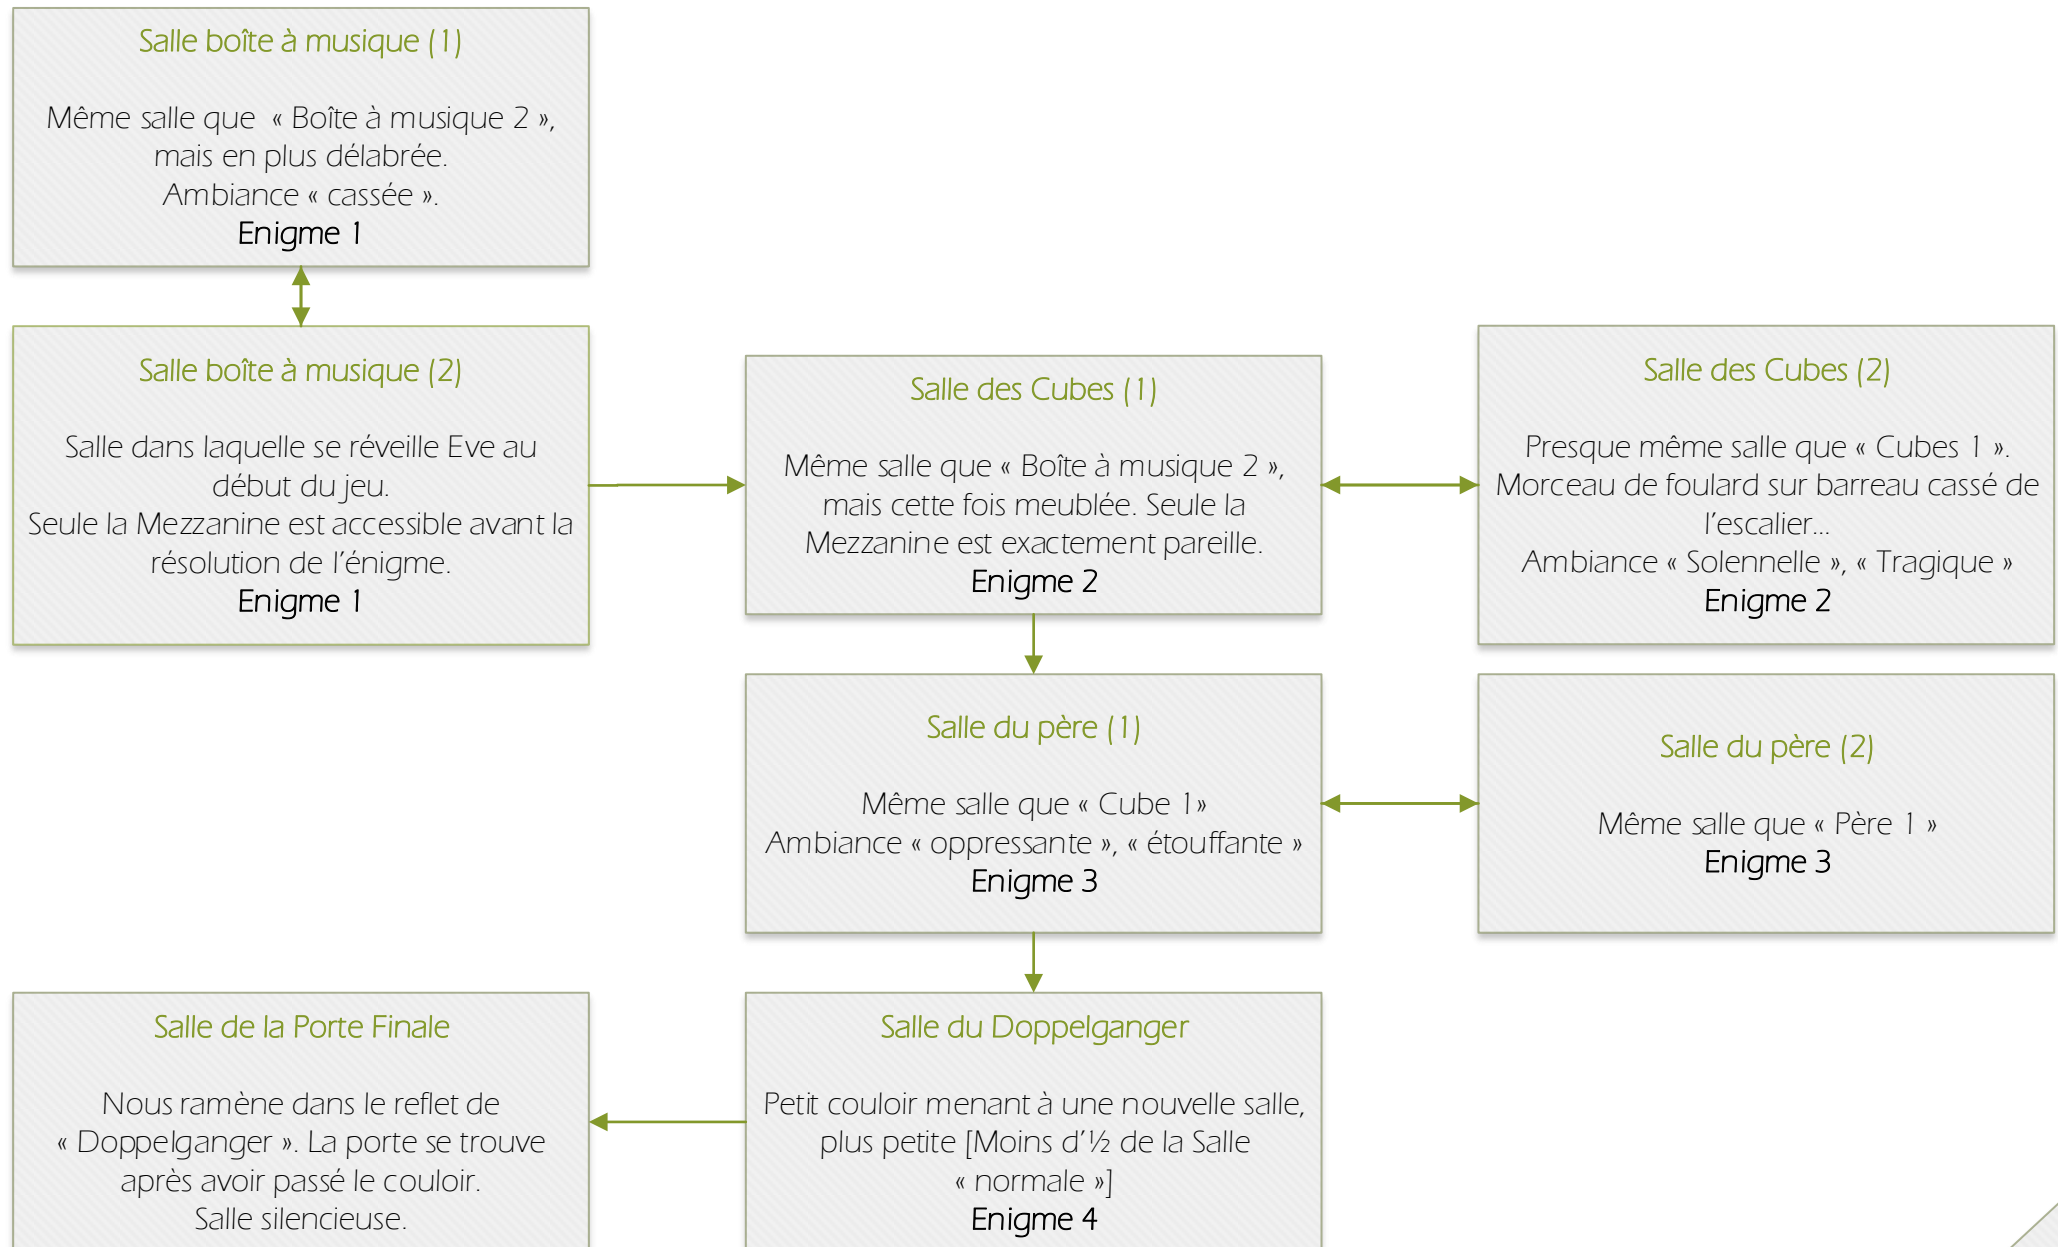 Salle boîte à musique (1)
Même salle que « Boîte à musique 2 »,
mais en plus délabrée.
Ambiance « cassée ».
Enigme 1
Salle boîte à musique (2)
Salle dans laquelle se réveille Eve au
début du jeu.
Seule la Mezzanine est accessible avant la
résolution de l'énigme.
Enigme 1
Salle des Cubes (1)
Même salle que « Boîte à musique 2 »,
mais cette fois meublée. Seule la
Mezzanine est exactement pareille.
Enigme 2
Salle des Cubes (2)
Presque même salle que « Cubes 1 ».
Morceau de foulard sur barreau cassé de
l'escalier...
Ambiance « Solennelle », « Tragique »
Enigme 2
Salle du père (1)
Même salle que « Cube 1»
Ambiance « oppressante », « étouffante »
Enigme 3
Salle du père (2)
Même salle que « Père 1 »
Enigme 3
Salle de la Porte Finale
Nous ramène dans le reflet de
« Doppelganger ». La porte se trouve
après avoir passé le couloir.
Salle silencieuse.
Salle du Doppelganger
Petit couloir menant à une nouvelle salle,
plus petite [Moins d'½ de la Salle
« normale »]
Enigme 4